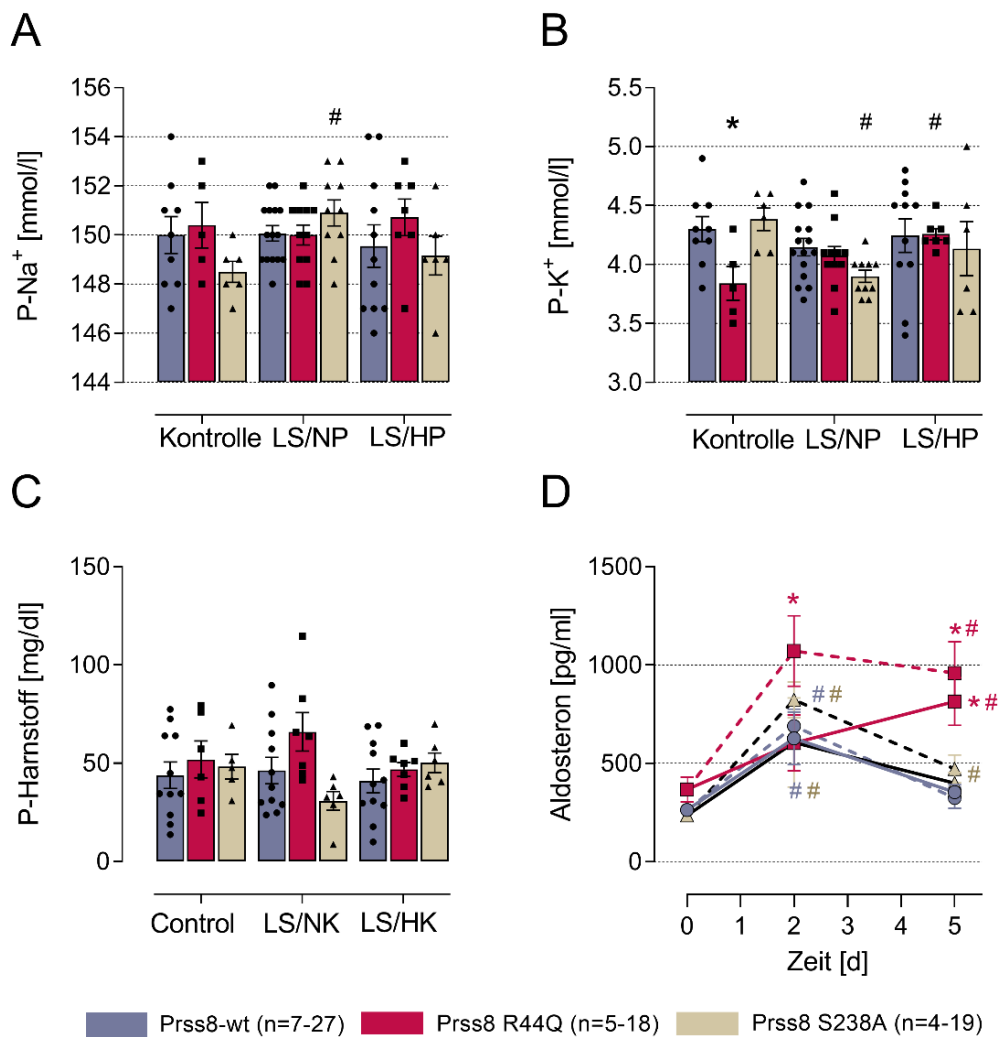 A
P-Na⁺ [mmol/l]
156
154
152
150
148
146
144
#
Kontrolle LS/NP LS/HP
B
P-K⁺ [mmol/l]
5.5
5.0
4.5
4.0
3.5
3.0
* # #
Kontrolle LS/NP LS/HP
C
P-Harnstoff [mg/dl]
150
100
50
0
Control LS/NK LS/HK
D
Aldosteron [pg/ml]
1500
1000
500
0
*
* #
* #
# #
#
# #
0 1 2 3 4 5
Zeit [d]
Prss8-wt (n=7-27) Prss8 R44Q (n=5-18) Prss8 S238A (n=4-19)